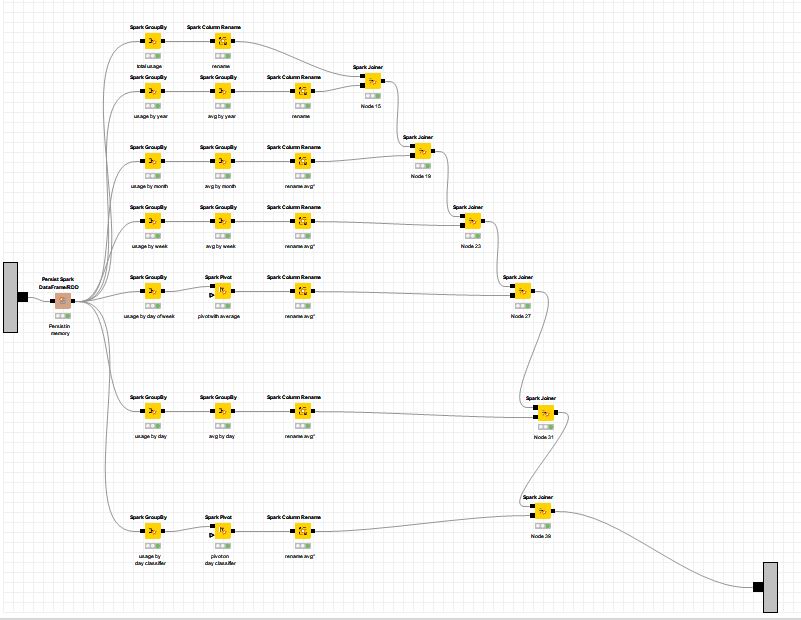 Spark GroupBy
Spark Column Rename
total usage
rename
Spark GroupBy
Spark GroupBy
Spark Column Rename
Spark Joiner
usage by year
avg by year
rename
Node 15
Spark GroupBy
Spark GroupBy
Spark Column Rename
Spark Joiner
usage by month
avg by month
rename avg*
Node 19
Spark GroupBy
Spark GroupBy
Spark Column Rename
Spark Joiner
usage by week
avg by week
rename avg*
Node 23
Persist Spark
DataFrame/RDD
Persist in
memory
Spark GroupBy
Spark Pivot
Spark Column Rename
Spark Joiner
usage by day of week
pivot with average
rename avg*
Node 27
Spark GroupBy
Spark GroupBy
Spark Column Rename
Spark Joiner
usage by day
avg by day
rename avg*
Node 31
Spark GroupBy
Spark Pivot
Spark Column Rename
Spark Joiner
usage by
day classifier
pivot on
day classifier
rename avg*
Node 39